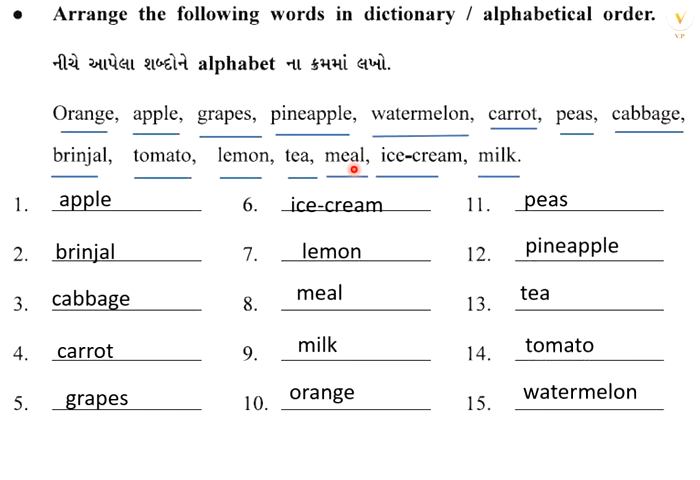 • Arrange the following words in dictionary / alphabetical order.
V
V.P.
નીચે આપેલા શબ્દોને alphabet ના ક્રમમાં લખો.
Orange, apple, grapes, pineapple, watermelon, carrot, peas, cabbage,
brinjal, tomato, lemon, tea, meal, ice-cream, milk.
1. apple 6. ice-cream 11. peas
2. brinjal 7. lemon 12. pineapple
3. cabbage 8. meal 13. tea
4. carrot 9. milk 14. tomato
5. grapes 10. orange 15. watermelon